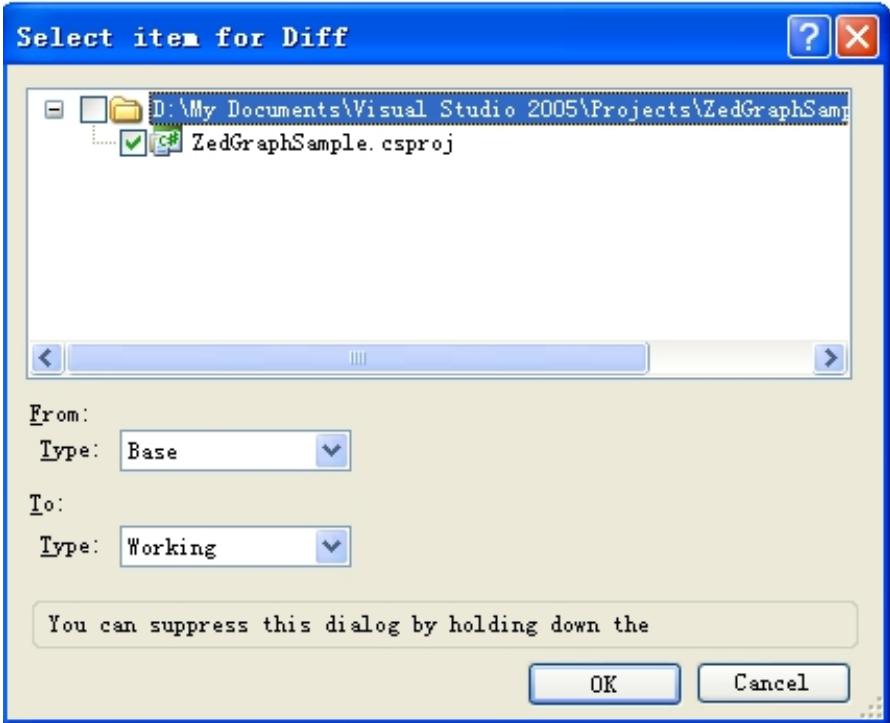 Select item for Diff
D:\My Documents\Visual Studio 2005\Projects\ZedGraphSamp
ZedGraphSample.csproj
From:
Type: Base
To:
Type: Working
You can suppress this dialog by holding down the
OK Cancel